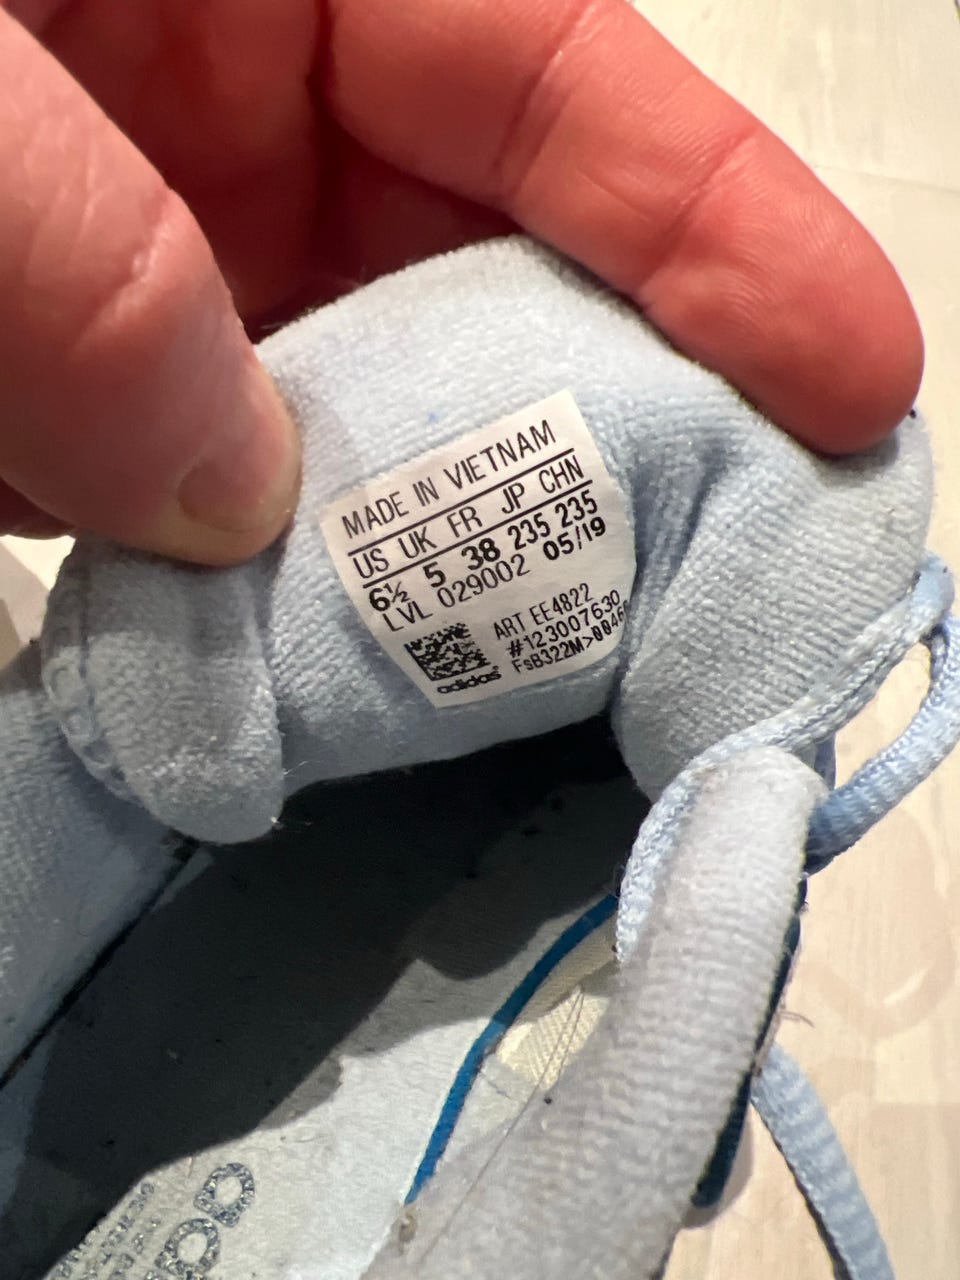 MADE IN VIETNAM
US UK FR JP CHN
6½ 5 38 235 235
LVL 029002 05/19
ART EE4822
#123007630
adidas